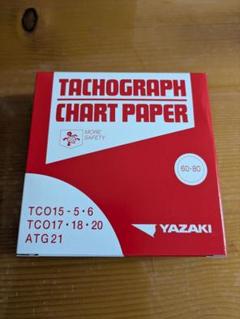 TACHOGRAPH
CHART PAPER
MORE
SAFETY
60-80
TCO15-5・6
TCO17・18・20
ATG21
YAZAKI